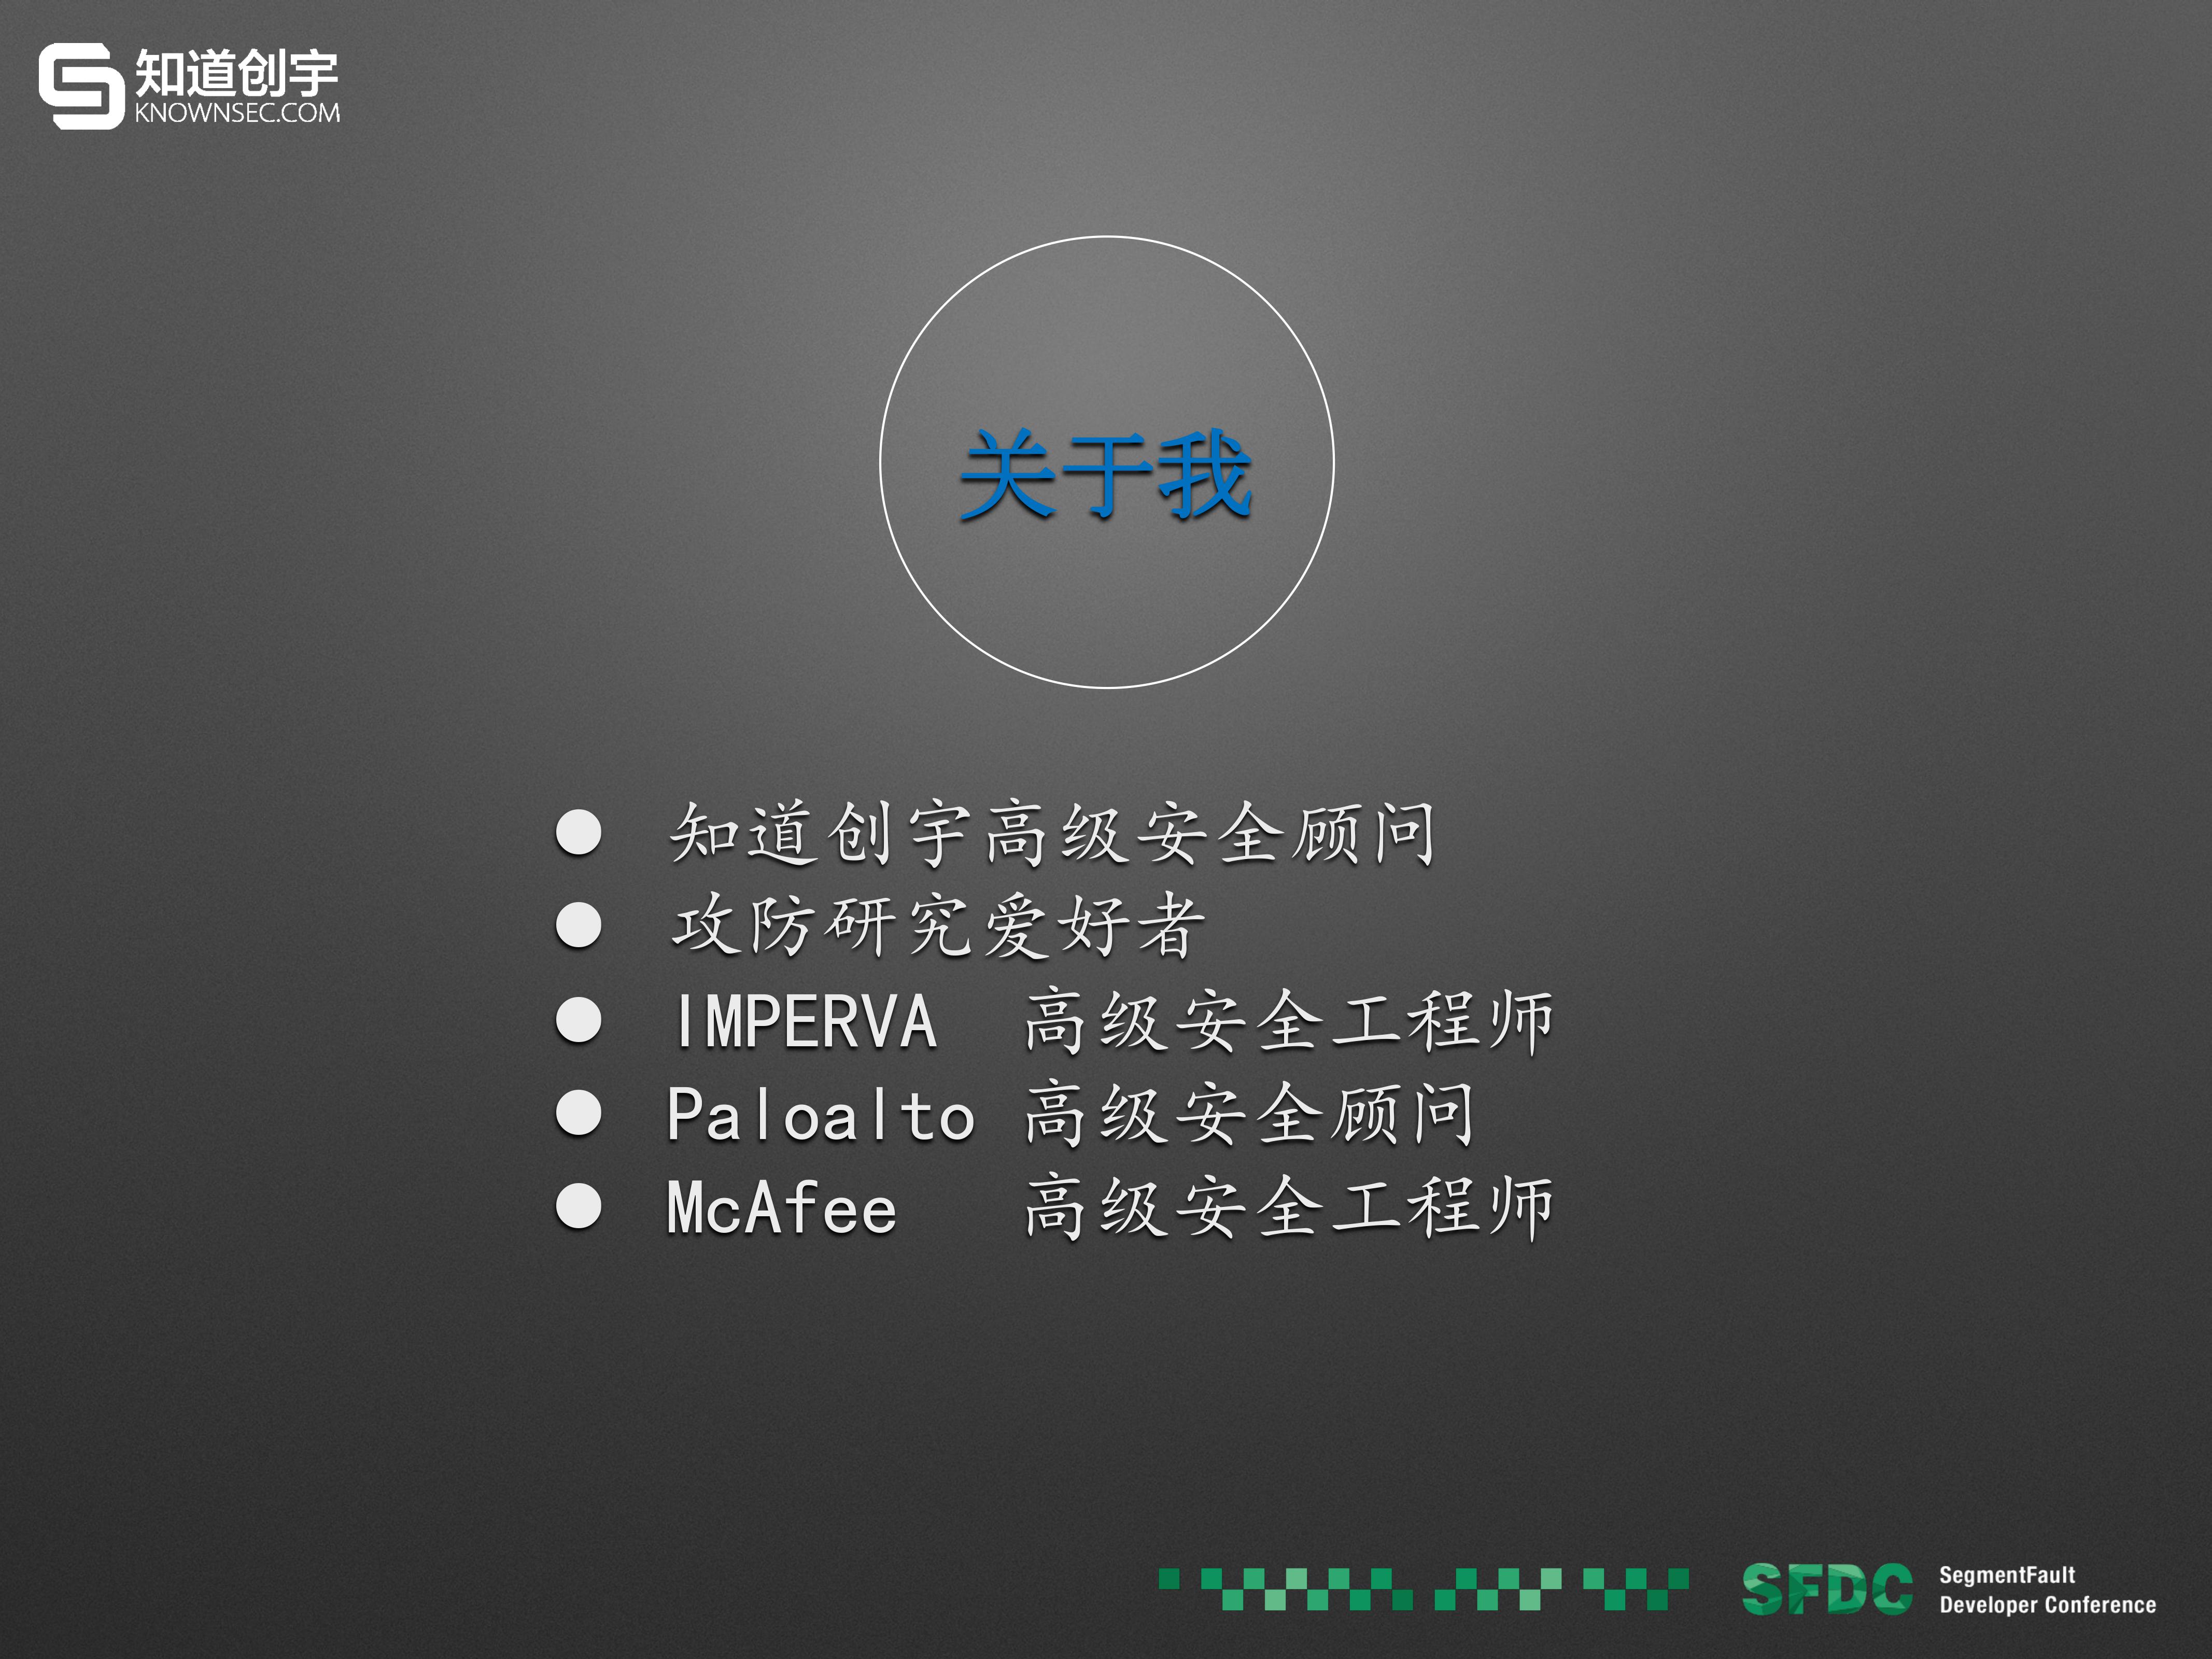 知道创宇
KNOWNSEC.COM
关于我
● 知道创宇高级安全顾问
● 攻防研究爱好者
● IMPERVA 高级安全工程师
● Paloalto 高级安全顾问
● McAfee 高级安全工程师
SFDC
SegmentFault
Developer Conference